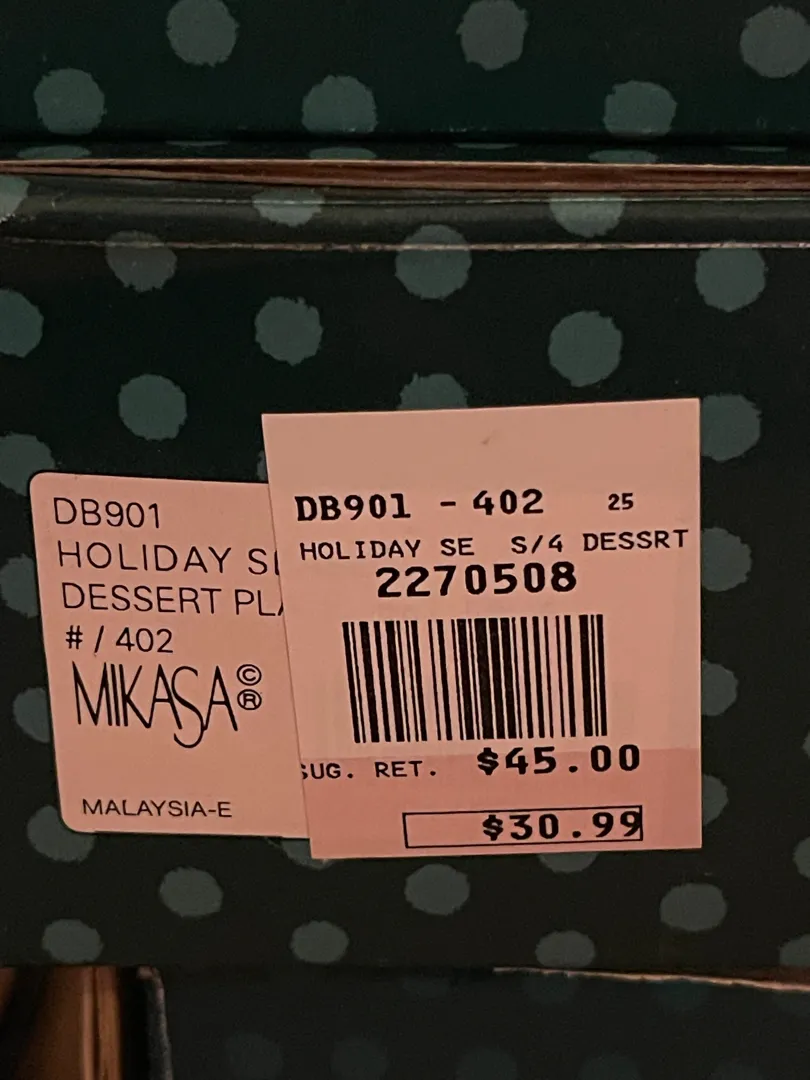 DB901
HOLIDAY
DESSERT
# / 402
MIKASA©®
MALAYSIA-E
DB901 - 402 25
HOLIDAY SE S/4 DESSRT
2270508
SUG. RET. $45.00
$30.99